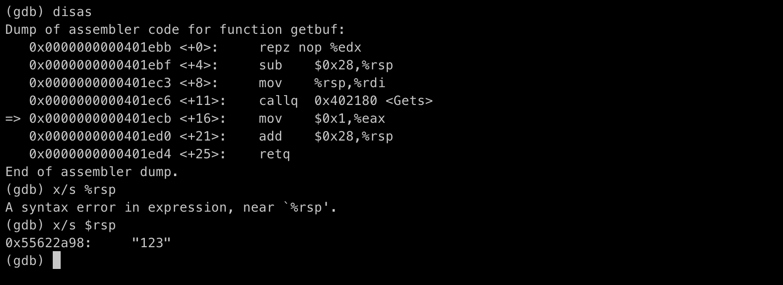 (gdb) disas
Dump of assembler code for function getbuf:
   0x0000000000401ebb <+0>:     repz nop %edx
   0x0000000000401ebf <+4>:     sub    $0x28,%rsp
   0x0000000000401ec3 <+8>:     mov    %rsp,%rdi
   0x0000000000401ec6 <+11>:    callq  0x402180 <Gets>
=> 0x0000000000401ecb <+16>:    mov    $0x1,%eax
   0x0000000000401ed0 <+21>:    add    $0x28,%rsp
   0x0000000000401ed4 <+25>:    retq
End of assembler dump.
(gdb) x/s %rsp
A syntax error in expression, near `%rsp'.
(gdb) x/s $rsp
0x55622a98:     "123"
(gdb)